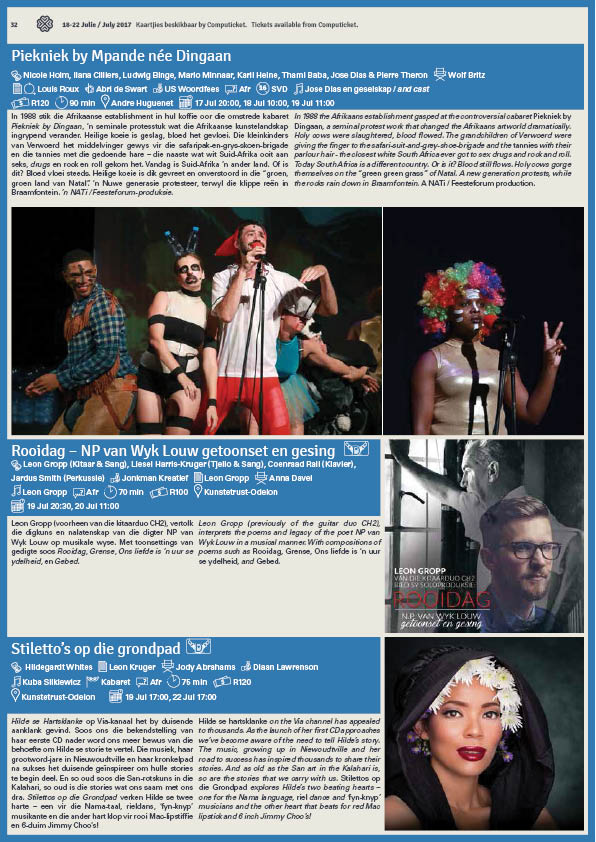 32
18-22 Julie / July 2017 Kaartjies beskikbaar by Computicket. Tickets available from Computicket.
Piekniek by Mpande née Dingaan
Nicole Holm, Ilana Cilliers, Ludwig Binge, Mario Minnaar, Karli Heine, Thami Baba, Jose Dias & Pierre Theron Wolf Britz
Louis Roux Abri de Swart US Woordfees Afr 16 SVD Jose Dias en geselskap / and cast
R120 90 min Andre Huguenet 17 Jul 20:00, 18 Jul 10:00, 19 Jul 11:00
In 1988 stik die Afrikaanse establishment in hul koffie oor die omstrede kabaret
Piekniek by Dingaan, 'n seminale protesstuk wat die Afrikaanse kunstelandskap
ingrypend verander. Heilige koeie is geslag, bloed het gevloei. Die kleinkinders
van Verwoerd het middelvinger gewys vir die safaripak-en-grys-skoen-brigade
en die tannies met die gedoende hare – die naaste wat wit Suid-Afrika ooit aan
seks, drugs en rock en roll gekom het. Vandag is Suid-Afrika 'n ander land. Of is
dit? Bloed vloei steeds. Heilige koeie is dik gevreet en onverstoord in die "groen,
groen land van Natal". 'n Nuwe generasie protesteer, terwyl die klippe reën in
Braamfontein. 'n NATi / Feesteforum-produksie.
In 1988 the Afrikaans establishment gasped at the controversial cabaret Piekniek by
Dingaan, a seminal protest work that changed the Afrikaans artworld dramatically.
Holy cows were slaughtered, blood flowed. The grandchildren of Verwoerd were
giving the finger to the safari-suit-and-grey-shoe-brigade and the tannies with their
parlour hair - the closest white South Africa ever got to sex drugs and rock and roll.
Today South Africa is a different country. Or is it? Blood still flows. Holy cows gorge
themselves on the "green green grass" of Natal. A new generation protests, while
the rocks rain down in Braamfontein. A NATi / Feesteforum production.
Rooidag – NP van Wyk Louw getoonset en gesing
Leon Gropp (Kitaar & Sang), Liesel Harris-Kruger (Tjello & Sang), Coenraad Rall (Klavier),
Jardus Smith (Perkussie) Jonkman Kreatief Leon Gropp Anna Davel
Leon Gropp Afr 70 min R100 Kunstetrust-Odeion
19 Jul 20:30, 20 Jul 11:00
Leon Gropp (voorheen van die kitaarduo CH2), vertolk
die digkuns en nalatenskap van die digter NP van
Wyk Louw op musikale wyse. Met toonsettings van
gedigte soos Rooidag, Grense, Ons liefde is 'n uur se
ydelheid, en Gebed.
Leon Gropp (previously of the guitar duo CH2),
interprets the poems and legacy of the poet NP van
Wyk Louw in a musical manner. With compositions of
poems such as Rooidag, Grense, Ons liefde is 'n uur
se ydelheid, and Gebed.
LEON GROPP
VAN DIE KITAARDUO CH2
BIED SY SOLOPRODUKSIE:
ROOIDAG
N.P. VAN WYK LOUW
getoonset en gesing
Stiletto's op die grondpad
Hildegardt Whites Leon Kruger Jody Abrahams Diaan Lawrenson
Kuba Silkiewicz Kabaret Afr 75 min R120
Kunstetrust-Odeion 19 Jul 17:00, 22 Jul 17:00
Hilde se Hartsklanke op Via-kanaal het by duisende
aanklank gevind. Soos ons die bekendstelling van
haar eerste CD nader word ons meer bewus van die
behoefte om Hilde se storie te vertel. Die musiek, haar
grootword-jare in Nieuwoudtville en haar kronkelpad
na sukses het duisende geïnspireer om hulle stories
te begin deel. En so oud soos die San-rotskuns in die
Kalahari, so oud is die stories wat ons saam met ons
dra. Stilettos op die Grondpad verken Hilde se twee
harte – een vir die Nama-taal, rieldans, 'fyn-knyp'
musikante en die ander hart klop vir rooi Mac-lipstiffie
en 6-duim Jimmy Choo's!
Hilde se hartsklanke on the Via channel has appealed
to thousands. As the launch of her first CD approaches
we've become aware of the need to tell Hilde's story.
The music, growing up in Niewoudtville and her
road to success has inspired thousands to share their
stories. And as old as the San art in the Kalahari is,
so are the stories that we carry with us. Stilettos op
die Grondpad explores Hilde's two beating hearts –
one for the Nama language, riel dance and 'fyn-knyp'
musicians and the other heart that beats for red Mac
lipstick and 6 inch Jimmy Choo's!